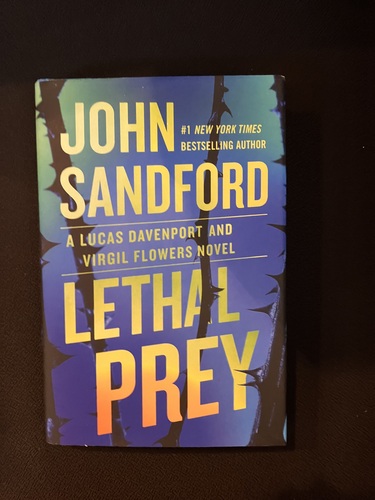 JOHN
#1 NEW YORK TIMES
BESTSELLING AUTHOR
SANDFORD
A LUCAS DAVENPORT AND
VIRGIL FLOWERS NOVEL
LETHAL
PREY